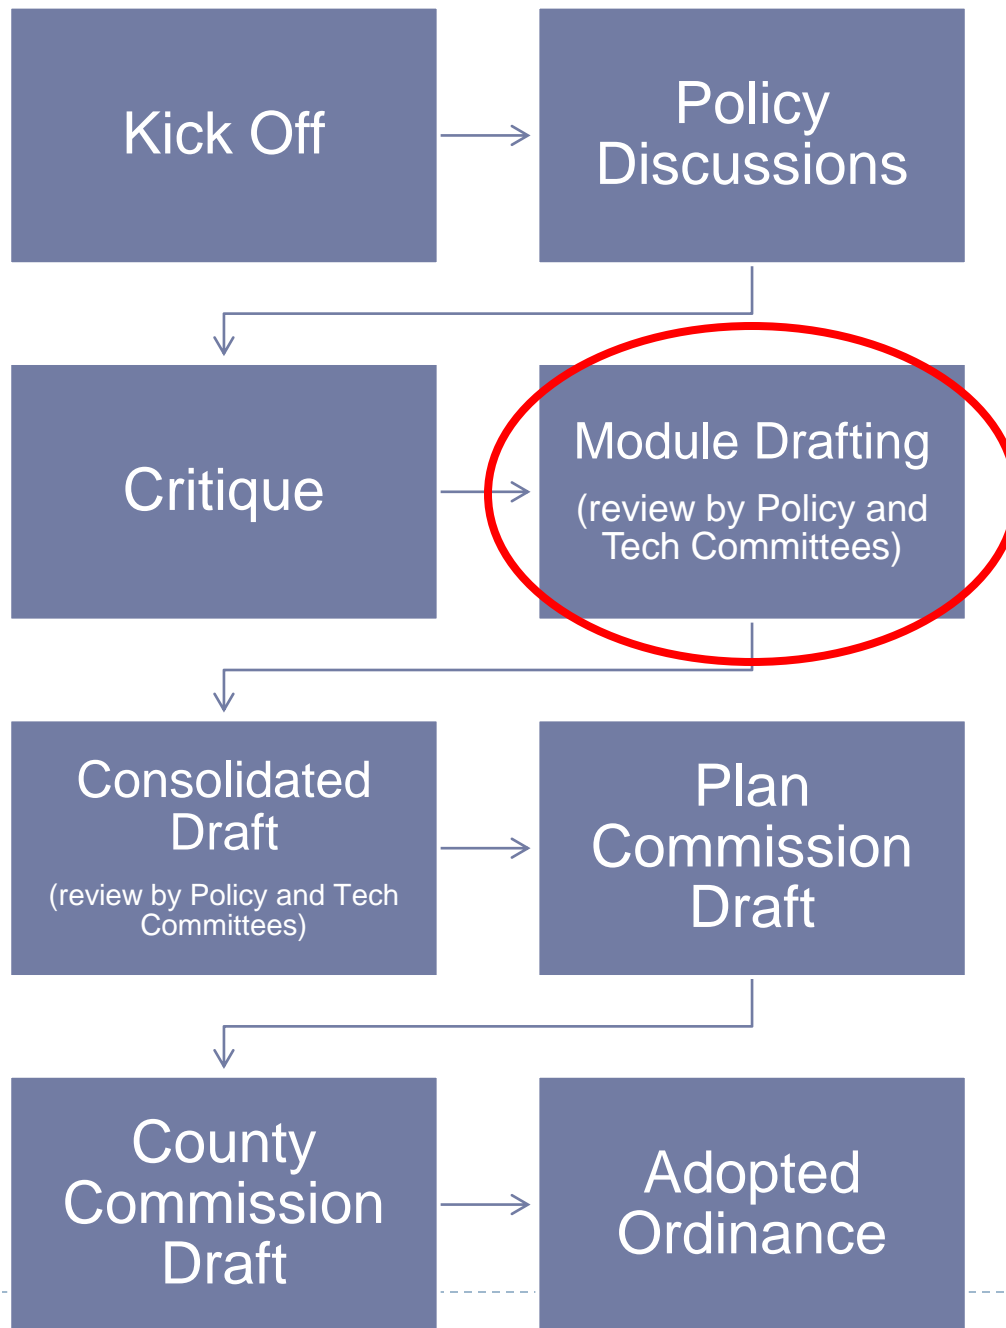 Kick Off
Policy
Discussions
Critique
Module Drafting
(review by Policy and
Tech Committees)
Consolidated
Draft
(review by Policy and Tech
Committees)
Plan
Commission
Draft
County
Commission
Draft
Adopted
Ordinance